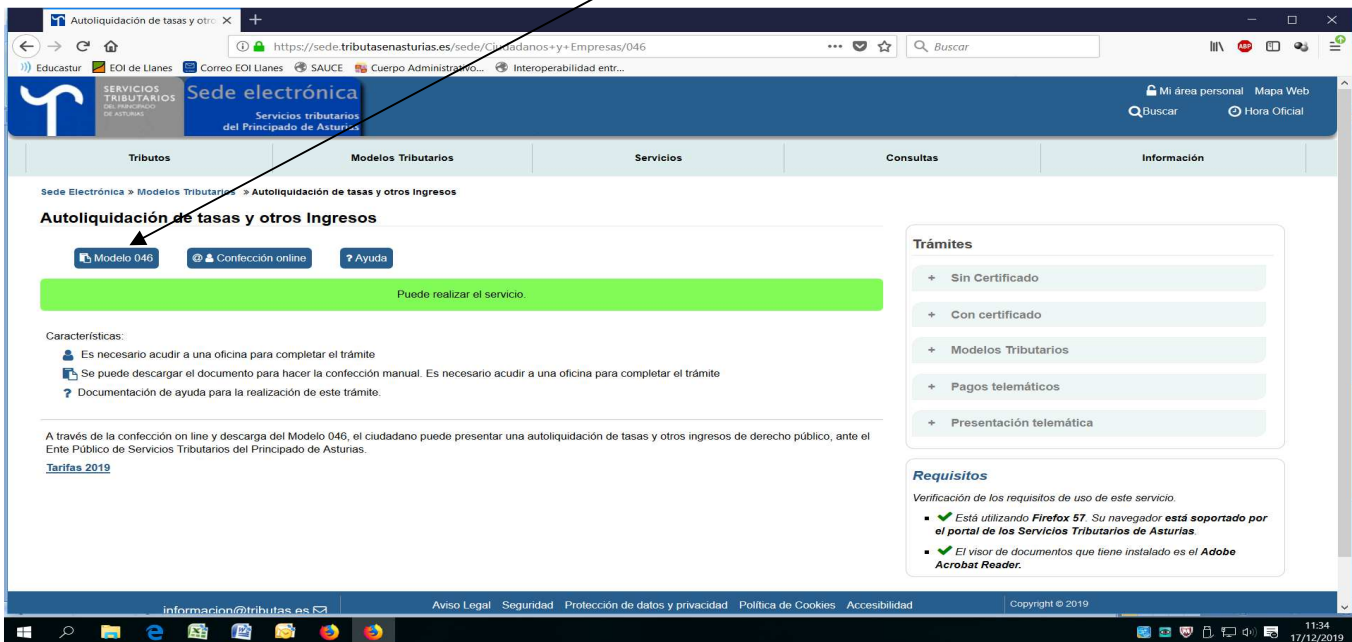 Autoliquidación de tasas y otro
https://sede.tributasenasturias.es/sede/Ciudadanos+y+Empresas/046
Buscar
Educastur EOI de Llanes Correo EOI Llanes SAUCE Cuerpo Administrativo... Interoperabilidad entr...
SERVICIOS
TRIBUTARIOS
DEL PRINCIPADO
DE ASTURIAS
Sede electrónica
Servicios tributarios
del Principado de Asturias
Mi área personal Mapa Web
Buscar Hora Oficial
Tributos Modelos Tributarios Servicios Consultas Información
Sede Electrónica » Modelos Tributarios » Autoliquidación de tasas y otros Ingresos
Autoliquidación de tasas y otros Ingresos
Modelo 046 @ Confección online ? Ayuda
Puede realizar el servicio.
Características:
Es necesario acudir a una oficina para completar el trámite
Se puede descargar el documento para hacer la confección manual. Es necesario acudir a una oficina para completar el trámite
? Documentación de ayuda para la realización de este trámite.
A través de la confección on line y descarga del Modelo 046, el ciudadano puede presentar una autoliquidación de tasas y otros ingresos de derecho público, ante el
Ente Público de Servicios Tributarios del Principado de Asturias.
Tarifas 2019
Trámites
+ Sin Certificado
+ Con certificado
+ Modelos Tributarios
+ Pagos telemáticos
+ Presentación telemática
Requisitos
Verificación de los requisitos de uso de este servicio.
Está utilizando Firefox 57. Su navegador está soportado por
el portal de los Servicios Tributarios de Asturias.
El visor de documentos que tiene instalado es el Adobe
Acrobat Reader.
informacion@tributas.es
Aviso Legal Seguridad Protección de datos y privacidad Política de Cookies Accesibilidad
Copyright © 2019
11:34
17/12/2019